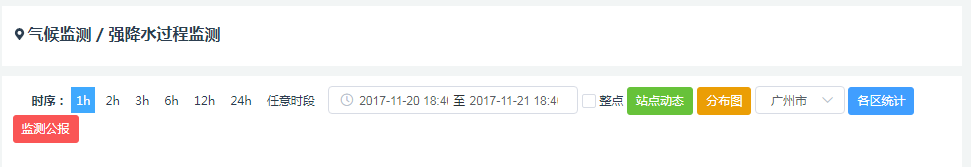 气候监测 / 强降水过程监测
时序： 1h 2h 3h 6h 12h 24h 任意时段 2017-11-20 18:4 至 2017-11-21 18:4 整点 站点动态 分布图 广州市 各区统计
监测公报